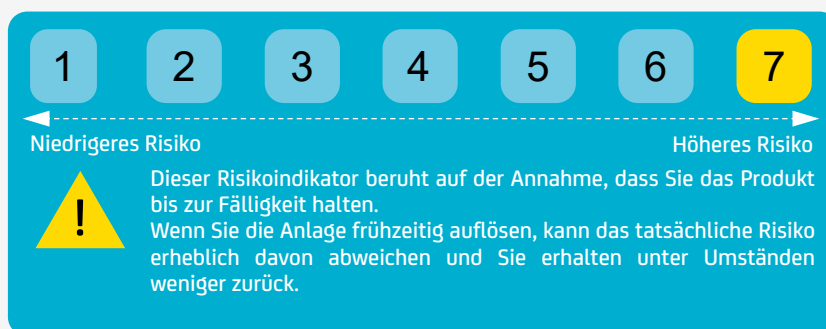 1 2 3 4 5 6 7
Niedrigeres Risiko Höheres Risiko
Dieser Risikoindikator beruht auf der Annahme, dass Sie das Produkt
! bis zur Fälligkeit halten.
Wenn Sie die Anlage frühzeitig auflösen, kann das tatsächliche Risiko
erheblich davon abweichen und Sie erhalten unter Umständen
weniger zurück.